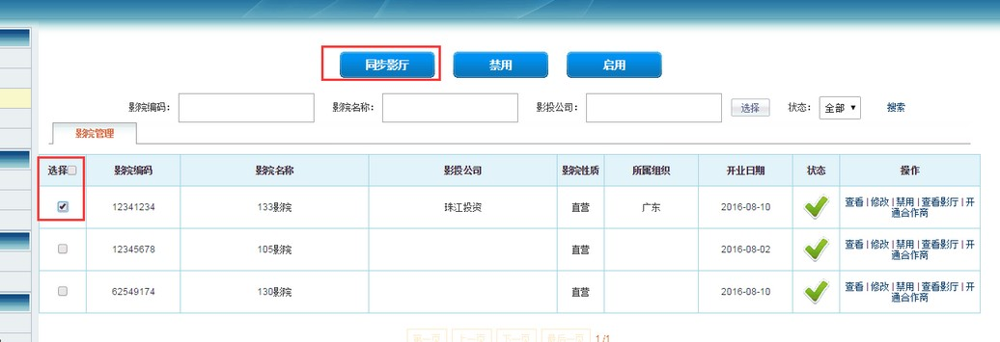 同步影厅 禁用 启用
影院编码： 影院名称： 影投公司： 选择 状态： 全部 搜索
影院管理
选择 影院编码 影院名称 影投公司 影院性质 所属组织 开业日期 状态 操作
12341234 133影院 珠江投资 直营 广东 2016-08-10 查看 | 修改 | 禁用 | 查看影厅 | 开
通合作商
12345678 105影院 直营 2016-08-02 查看 | 修改 | 禁用 | 查看影厅 | 开
通合作商
62549174 130影院 直营 2016-08-10 查看 | 修改 | 禁用 | 查看影厅 | 开
通合作商
第一页 上一页 下一页 最后一页 1/1